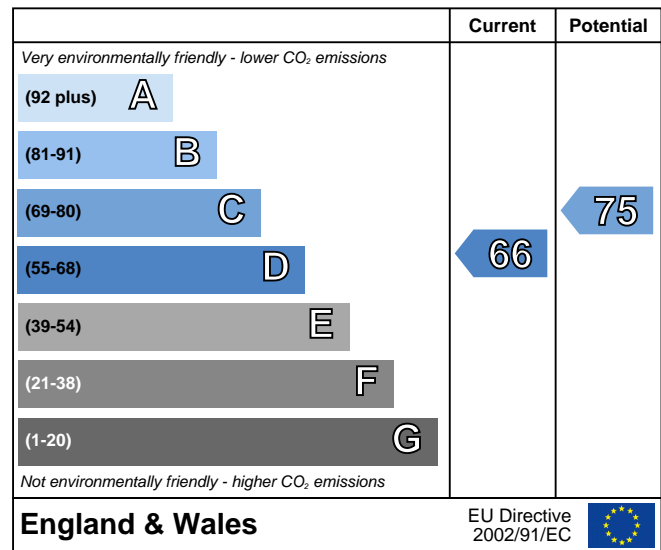 Current Potential
Very environmentally friendly - lower CO₂ emissions
(92 plus) A
(81-91) B
(69-80) C
75
(55-68) D
66
(39-54) E
(21-38) F
(1-20) G
Not environmentally friendly - higher CO₂ emissions
England & Wales
EU Directive
2002/91/EC